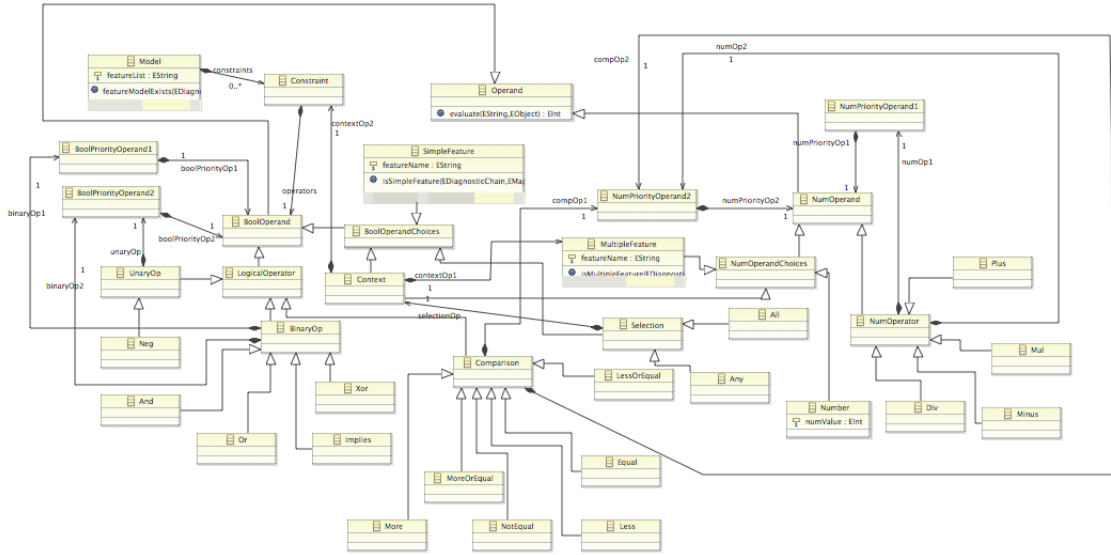 numOp2
1
Model
featureList : EString
featureModelExists(EDiagn
constraints
0..*
Constraint
compOp2
1
Operand
evaluate(EString,EObject) : EInt
NumPriorityOperand1
contextOp2
1
BoolPriorityOperand1
1
boolPriorityOp1
SimpleFeature
featureName : EString
isSimpleFeature(EDiagnosticChain,EMap
numPriorityOp1
1
1
numOp1
BoolPriorityOperand2
1
binaryOp1
operators
1
compOp1
1
NumPriorityOperand2
numPriorityOp2
1
NumOperand
1
boolPriorityOp2
BoolOperand
BoolOperandChoices
1
unaryOp
MultipleFeature
featureName : EString
isMultipleFeature(EDiagnosti
NumOperandChoices
Plus
1
binaryOp2
UnaryOp
LogicalOperator
Context
contextOp1
1
1
selectionOp
All
BinaryOp
Selection
NumOperator
Neg
Mul
Comparison
LessOrEqual
Any
Xor
And
Number
numValue : EInt
Div
Minus
Or
Implies
Equal
MoreOrEqual
More
NotEqual
Less